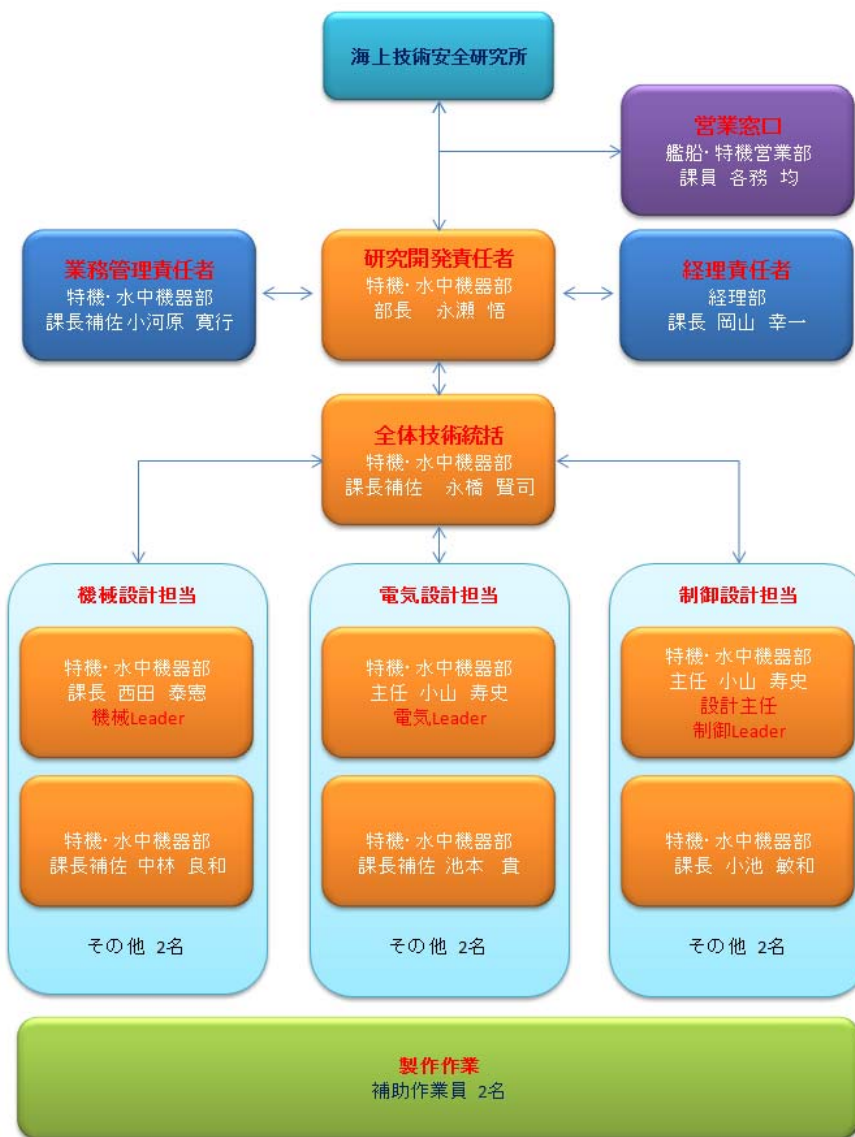 海上技術安全研究所
営業窓口
艦船・特機営業部
課員 各務 均
業務管理責任者
特機・水中機器部
課長補佐 小河原 寛行
研究開発責任者
特機・水中機器部
部長 永瀬 悟
経理責任者
経理部
課長 岡山 幸一
全体技術統括
特機・水中機器部
課長補佐 永橋 賢司
機械設計担当
特機・水中機器部
課長 西田 泰憲
機械Leader
特機・水中機器部
課長補佐 中林 良和
その他 2名
電気設計担当
特機・水中機器部
主任 小山 寿史
電気Leader
特機・水中機器部
課長補佐 池本 貴
その他 2名
制御設計担当
特機・水中機器部
主任 小山 寿史
設計主任
制御Leader
特機・水中機器部
課長 小池 敏和
その他 2名
製作作業
補助作業員 2名